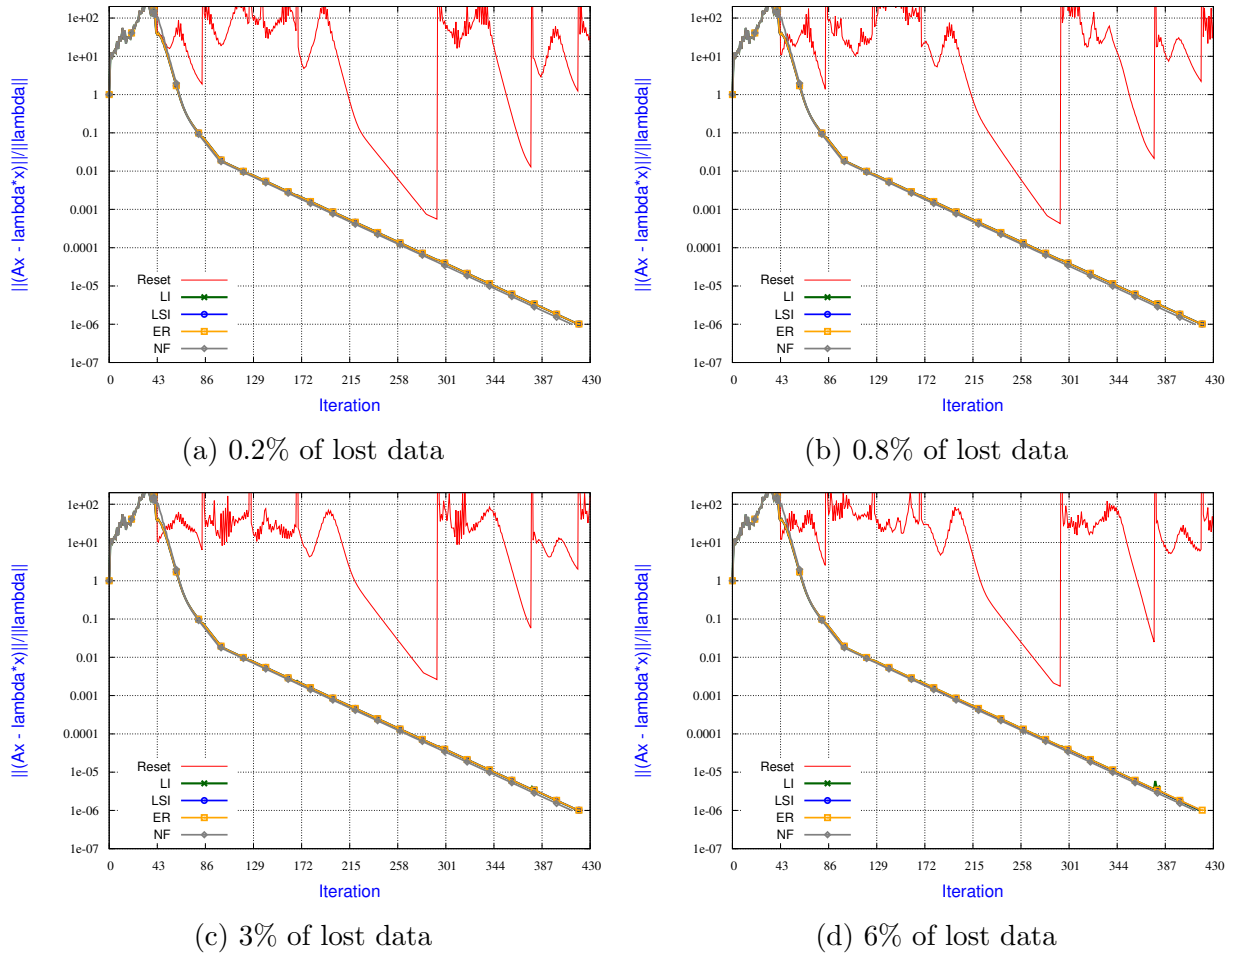 ||(Ax - lambda*x)||/||lambda||
1e+02
1e+01
1
0.1
0.01
0.001
0.0001
1e-05
1e-06
1e-07
Reset
LI
LSI
ER
NF
0 43 86 129 172 215 258 301 344 387 430
Iteration
(a) 0.2% of lost data
||(Ax - lambda*x)||/||lambda||
1e+02
1e+01
1
0.1
0.01
0.001
0.0001
1e-05
1e-06
1e-07
Reset
LI
LSI
ER
NF
0 43 86 129 172 215 258 301 344 387 430
Iteration
(b) 0.8% of lost data
||(Ax - lambda*x)||/||lambda||
1e+02
1e+01
1
0.1
0.01
0.001
0.0001
1e-05
1e-06
1e-07
Reset
LI
LSI
ER
NF
0 43 86 129 172 215 258 301 344 387 430
Iteration
(c) 3% of lost data
||(Ax - lambda*x)||/||lambda||
1e+02
1e+01
1
0.1
0.01
0.001
0.0001
1e-05
1e-06
1e-07
Reset
LI
LSI
ER
NF
0 43 86 129 172 215 258 301 344 387 430
Iteration
(d) 6% of lost data